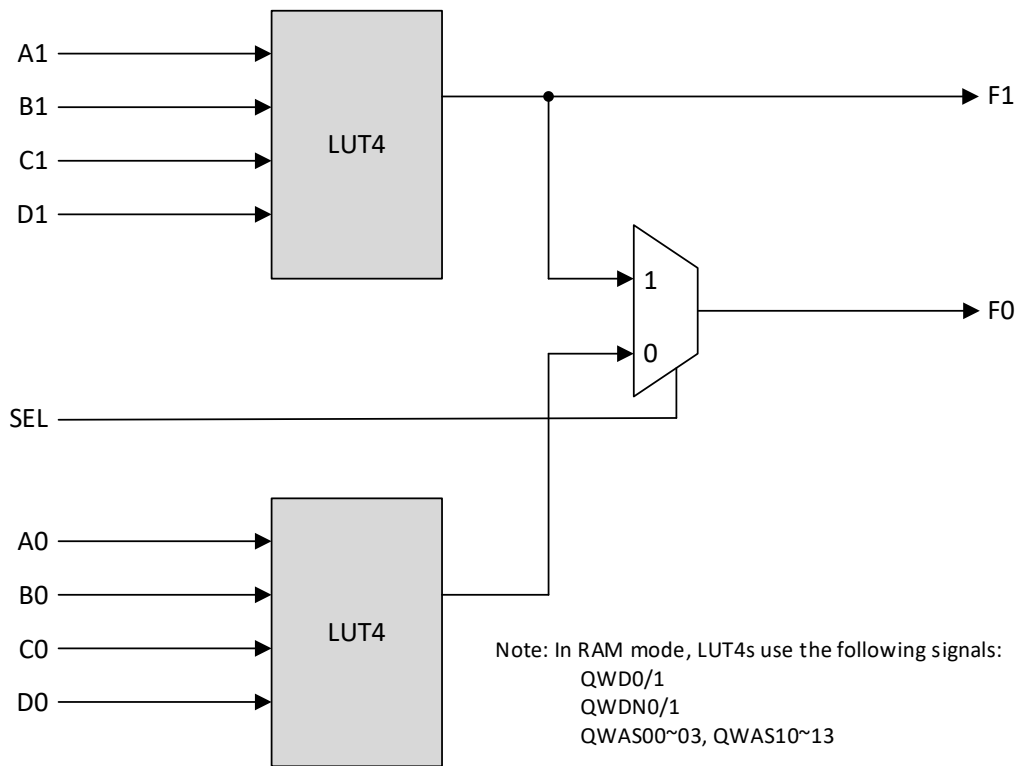 A1
B1
C1
D1
LUT4
F1
1
0
F0
SEL
A0
B0
C0
D0
LUT4
Note: In RAM mode, LUT4s use the following signals:
QWD0/1
QWDN0/1
QWAS00~03, QWAS10~13